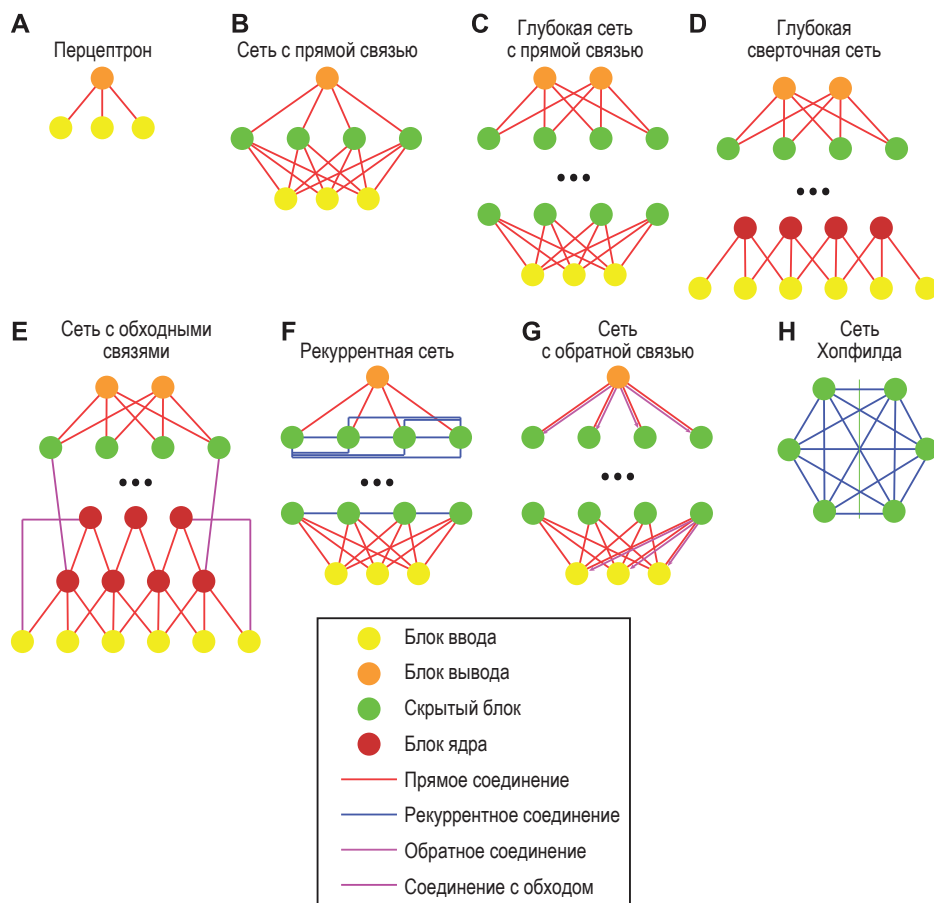 A
Перцептрон
B
Сеть с прямой связью
C
Глубокая сеть
с прямой связью
D
Глубокая
сверточная сеть
E
Сеть с обходными
связями
F
Рекуррентная сеть
G
Сеть
с обратной связью
H
Сеть
Хопфилда
Блок ввода
Блок вывода
Скрытый блок
Блок ядра
Прямое соединение
Рекуррентное соединение
Обратное соединение
Соединение с обходом